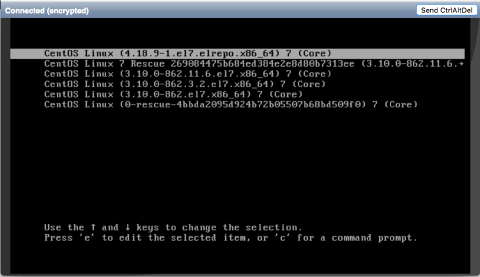 Connected (encrypted)
Send CtrlAltDel
CentOS Linux (4.18.9-1.el7.elrepo.x86_64) 7 (Core)
CentOS Linux 7 Rescue 269084475b684ed384e2e8d80b7313ee (3.10.0-862.11.6.→
CentOS Linux (3.10.0-862.11.6.el7.x86_64) 7 (Core)
CentOS Linux (3.10.0-862.3.2.el7.x86_64) 7 (Core)
CentOS Linux (3.10.0-862.el7.x86_64) 7 (Core)
CentOS Linux (0-rescue-4bbda2095d924b72b05507b68bd509f0) 7 (Core)
Use the ↑ and ↓ keys to change the selection.
Press 'e' to edit the selected item, or 'c' for a command prompt.